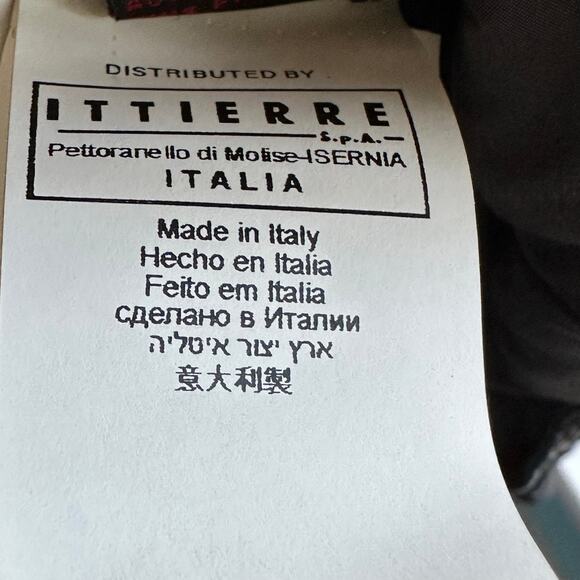 DISTRIBUTED BY
ITTIERRE
S.p.A.
Pettoranello di Molise-ISERNIA
ITALIA
Made in Italy
Hecho en Italia
Feito em Italia
сделано в Италии
ארץ יצור איטליה
意大利製